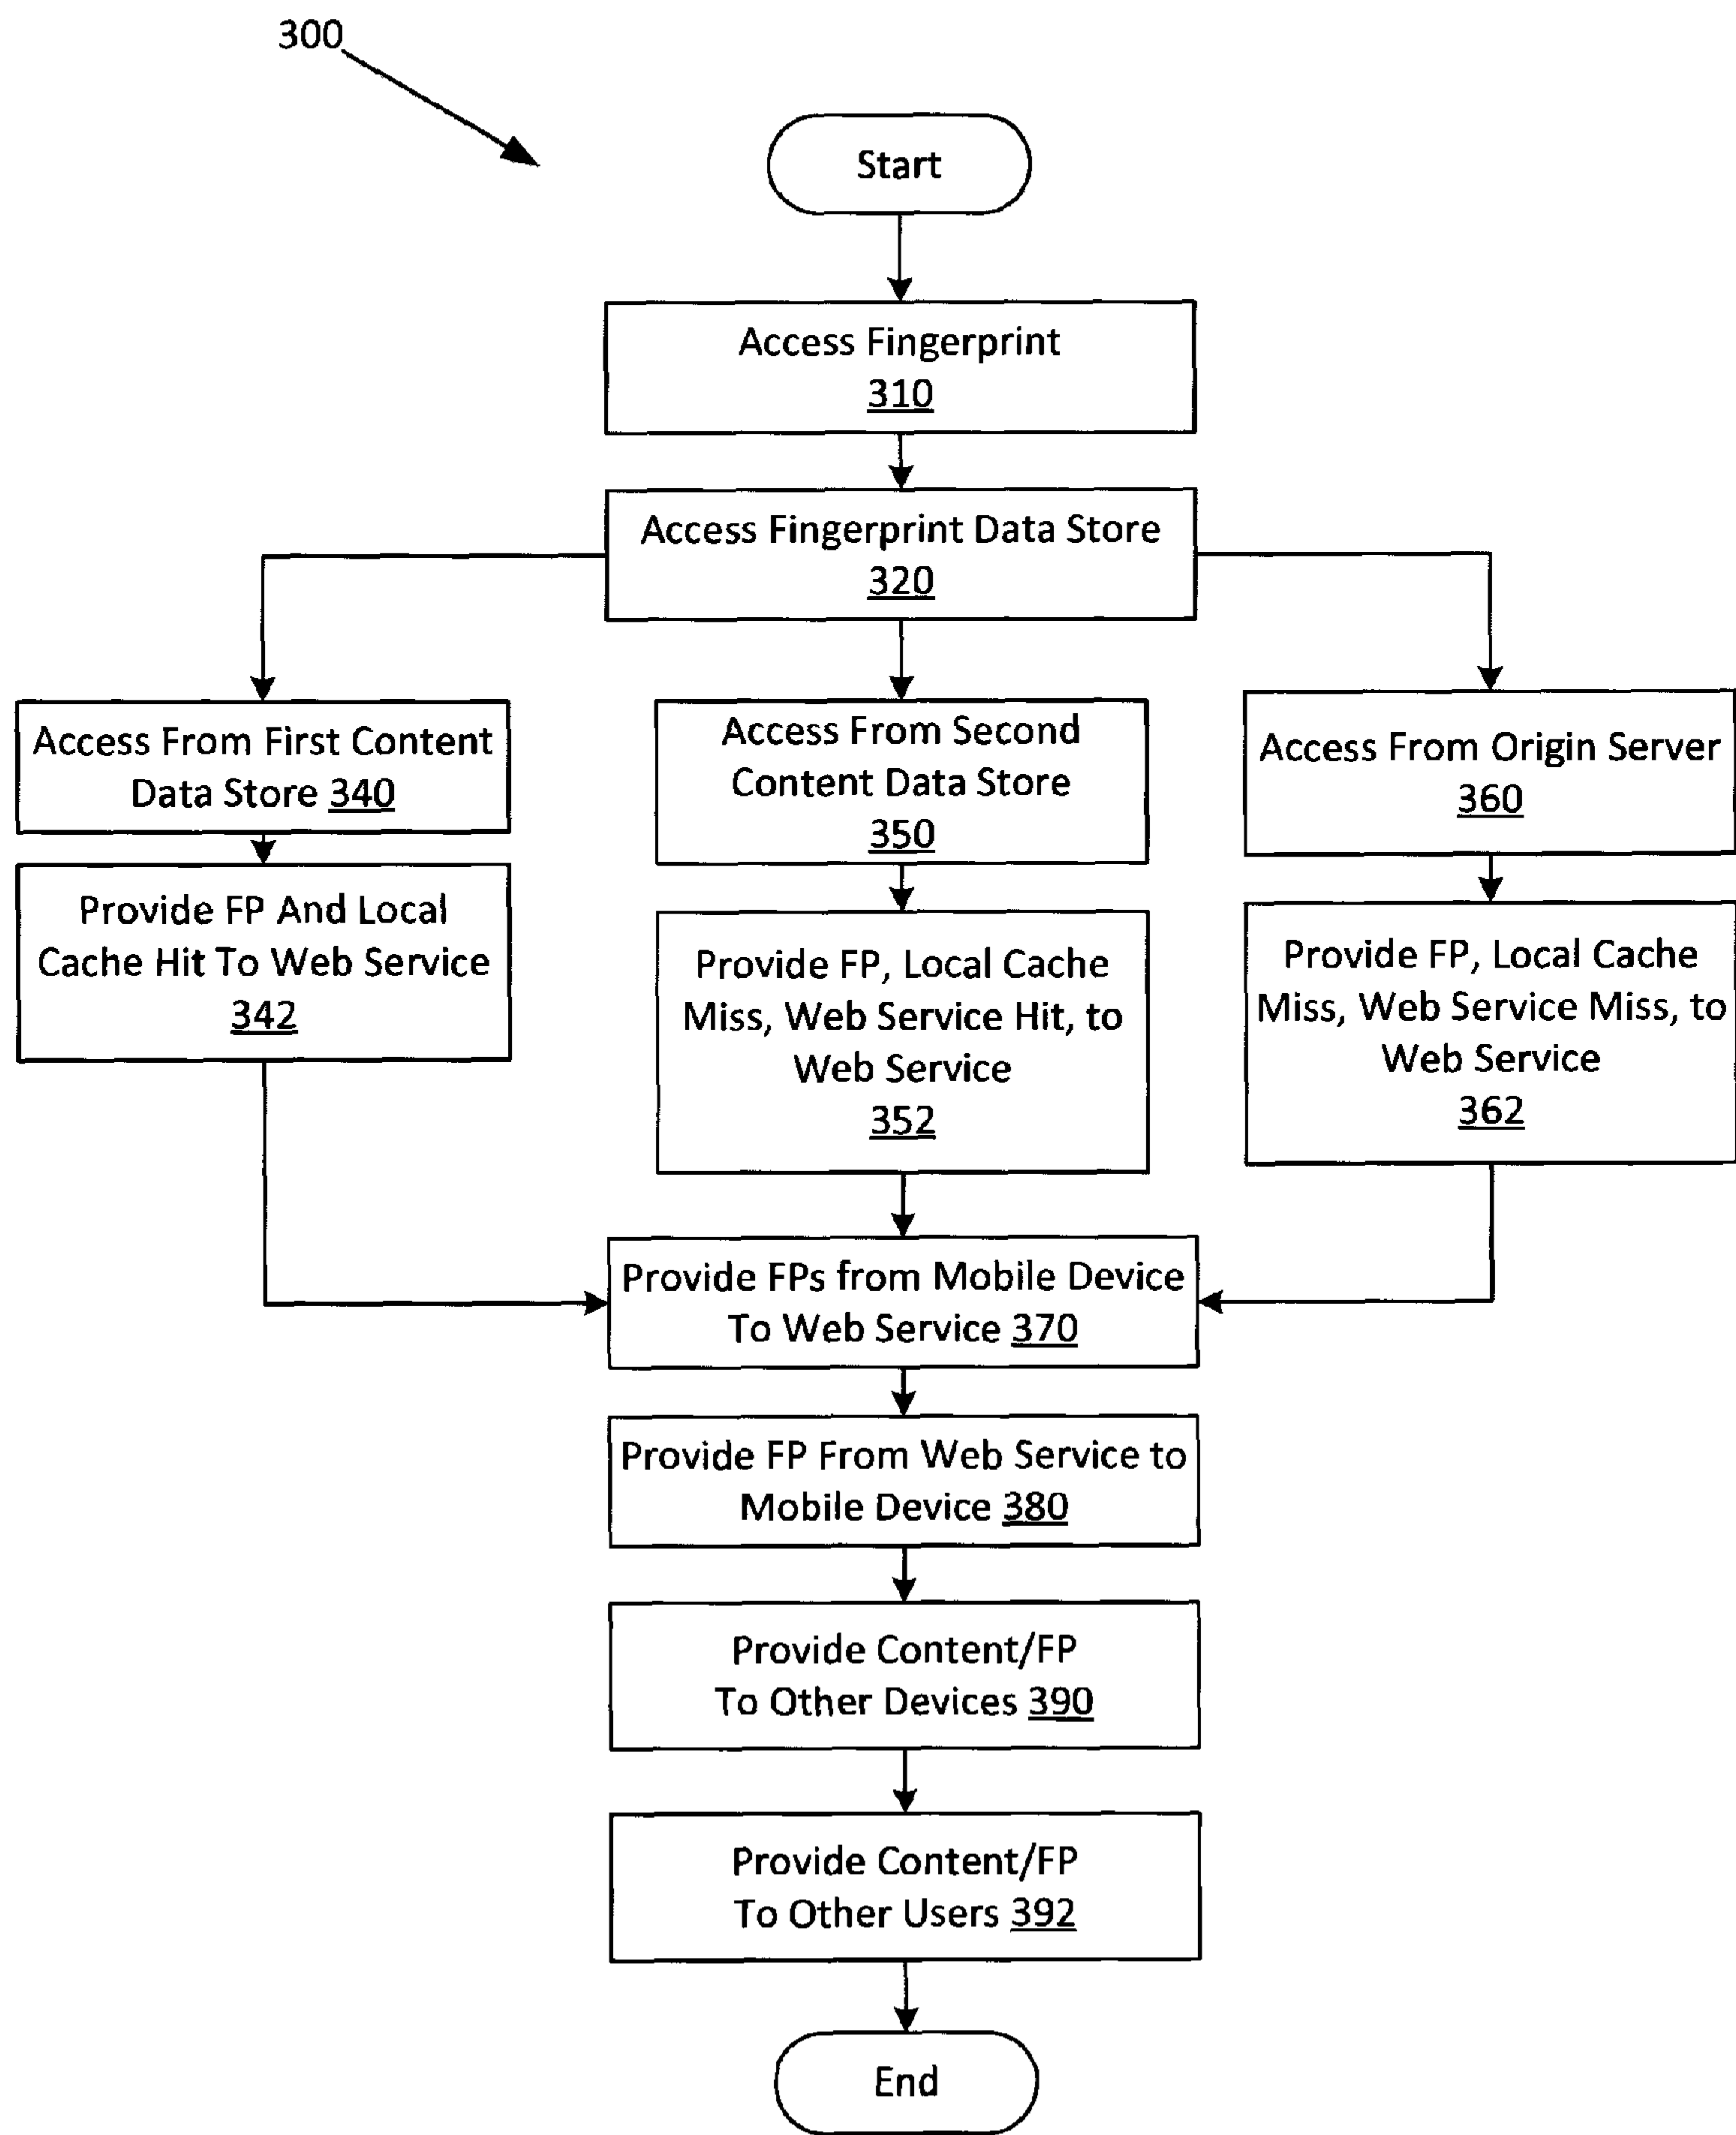 300
Start
Access Fingerprint
310
Access Fingerprint Data Store
320
Access From First Content
Data Store 340
Access From Second
Content Data Store
350
Access From Origin Server
360
Provide FP And Local
Cache Hit To Web Service
342
Provide FP, Local Cache
Miss, Web Service Hit, to
Web Service
352
Provide FP, Local Cache
Miss, Web Service Miss, to
Web Service
362
Provide FPs from Mobile Device
To Web Service 370
Provide FP From Web Service to
Mobile Device 380
Provide Content/FP
To Other Devices 390
Provide Content/FP
To Other Users 392
End